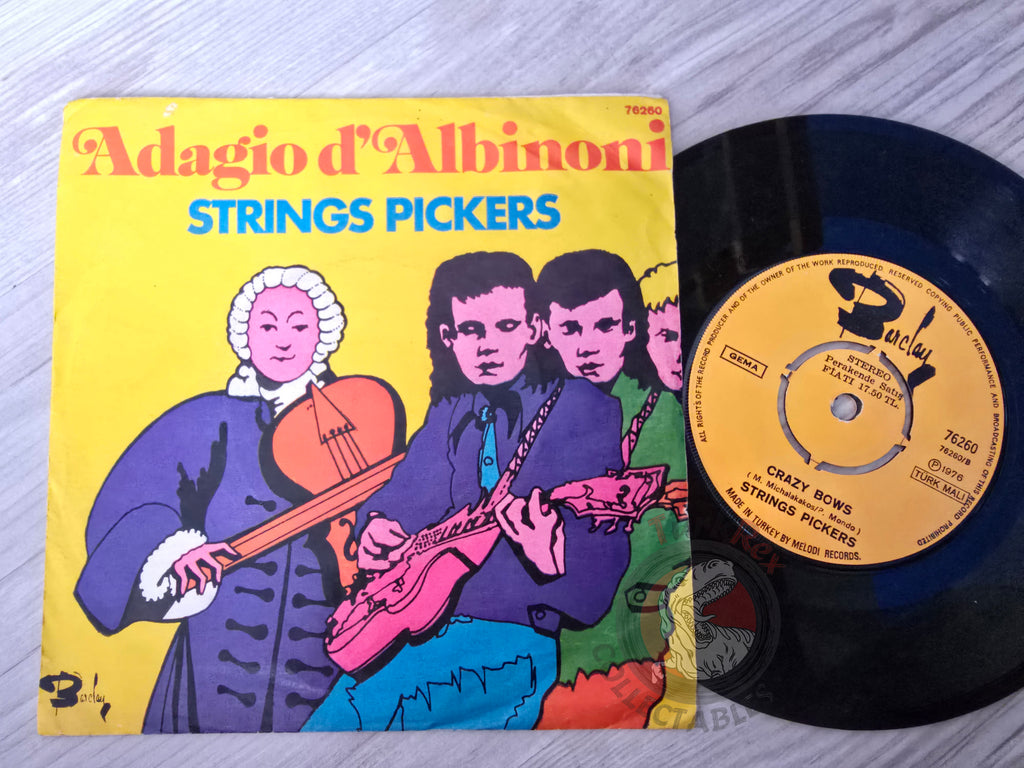 76260
Adagio d'Albinoni
STRINGS PICKERS
Barclay
ALL RIGHTS OF THE RECORD PRODUCER AND OF THE OWNER OF THE WORK REPRODUCED. RESERVED COPYING PUBLIC PERFORMANCE AND BROADCASTING OF THIS RECORD PROHIBITED
Barclay
GEMA
STEREO
Perakende Satış
FİATI 17.50 TL.
76260
76260/B
Ⓟ 1976
TÜRK MALI
CRAZY BOWS
( M. Michalakakos/P. Mondo )
STRINGS PICKERS
MADE IN TURKEY BY MELODI RECORDS.
COLLECTABLES